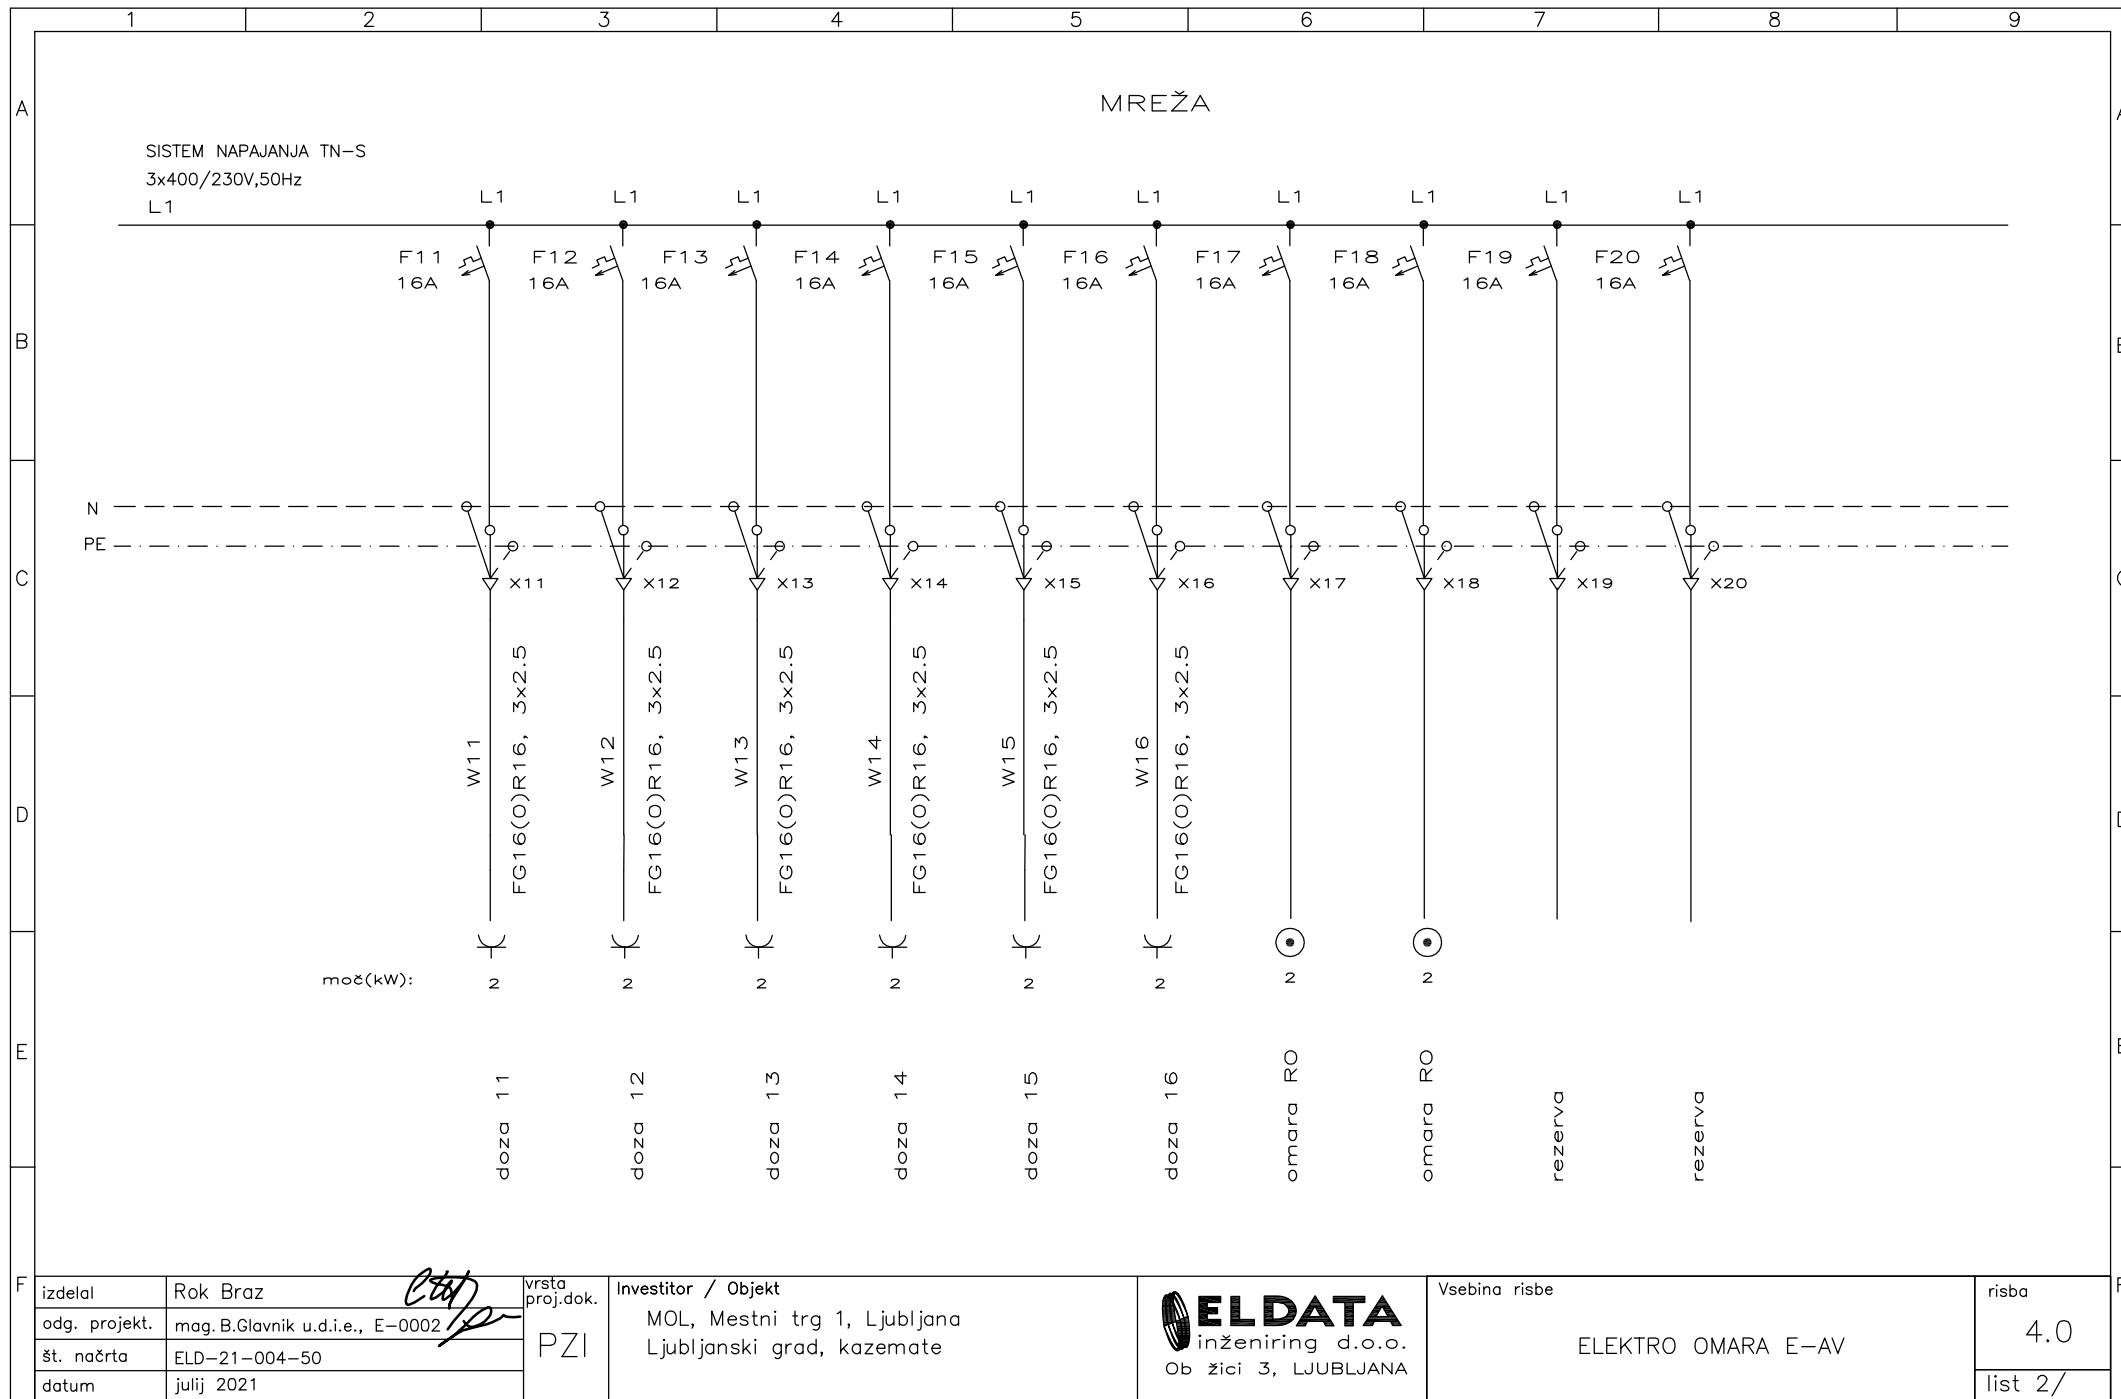 1 2 3 4 5 6 7 8 9
A A
MREŽA
SISTEM NAPAJANJA TN-S
3x400/230V,50Hz
L1
L1 L1 L1 L1 L1 L1 L1 L1 L1 L1
F11 F12 F13 F14 F15 F16 F17 F18 F19 F20
16A 16A 16A 16A 16A 16A 16A 16A 16A 16A
B
N
PE
C
X11 X12 X13 X14 X15 X16 X17 X18 X19 X20
W11
FG16(O)R16, 3x2.5
W12
FG16(O)R16, 3x2.5
W13
FG16(O)R16, 3x2.5
W14
FG16(O)R16, 3x2.5
W15
FG16(O)R16, 3x2.5
W16
FG16(O)R16, 3x2.5
D
moč(kW): 2 2 2 2 2 2 2 2
E
doza 11
doza 12
doza 13
doza 14
doza 15
doza 16
omara RO
omara RO
rezerva
rezerva
F
izdelal Rok Braz
odg. projekt. mag. B.Glavnik u.d.i.e., E-0002
št. načrta ELD-21-004-50
datum julij 2021
vrsta
proj.dok.
PZI
Investitor / Objekt
MOL, Mestni trg 1, Ljubljana
Ljubljanski grad, kazemate
ELDATA
inženiring d.o.o.
Ob žici 3, LJUBLJANA
Vsebina risbe
ELEKTRO OMARA E-AV
risba
4.0
list 2/